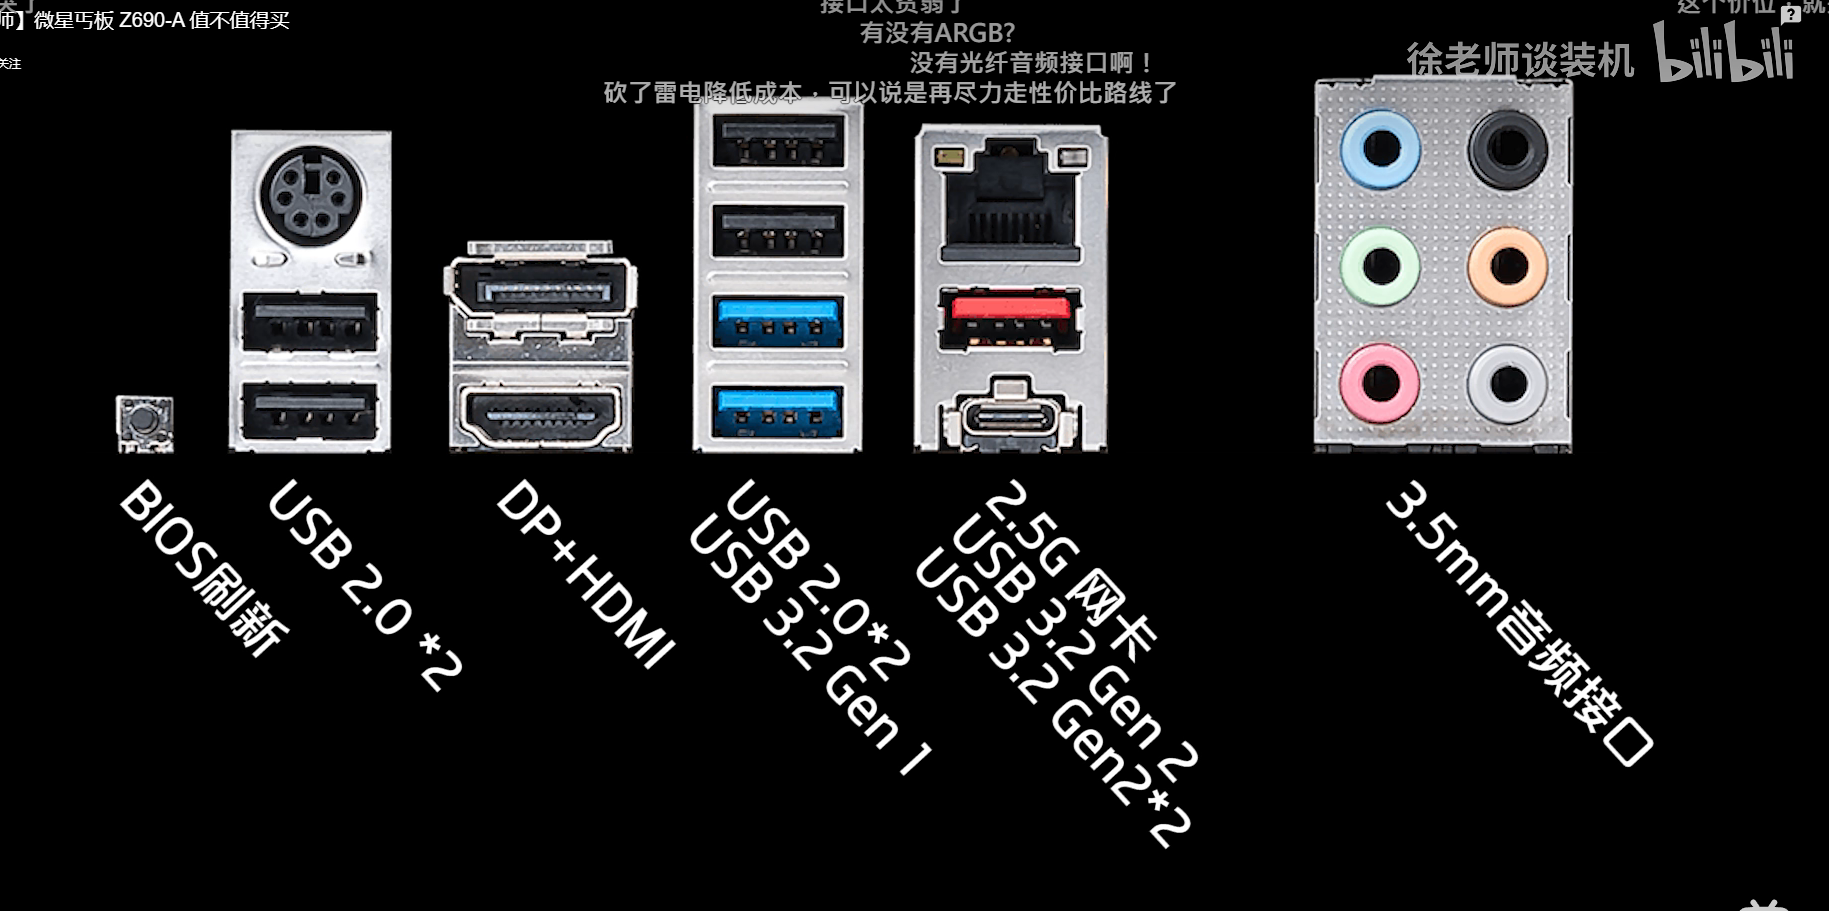 师】微星丐板 Z690-A 值不值得买
关注
接口太贫弱了
这个价位，就
有没有ARGB?
没有光纤音频接口啊！
砍了雷电降低成本，可以说是再尽力走性价比路线了
徐老师谈装机 bilibili
BIOS刷新
USB 2.0 *2
DP+HDMI
USB 2.0*2
USB 3.2 Gen 1
2.5G 网卡
USB 3.2 Gen 2
USB 3.2 Gen2*2
3.5mm音频接口